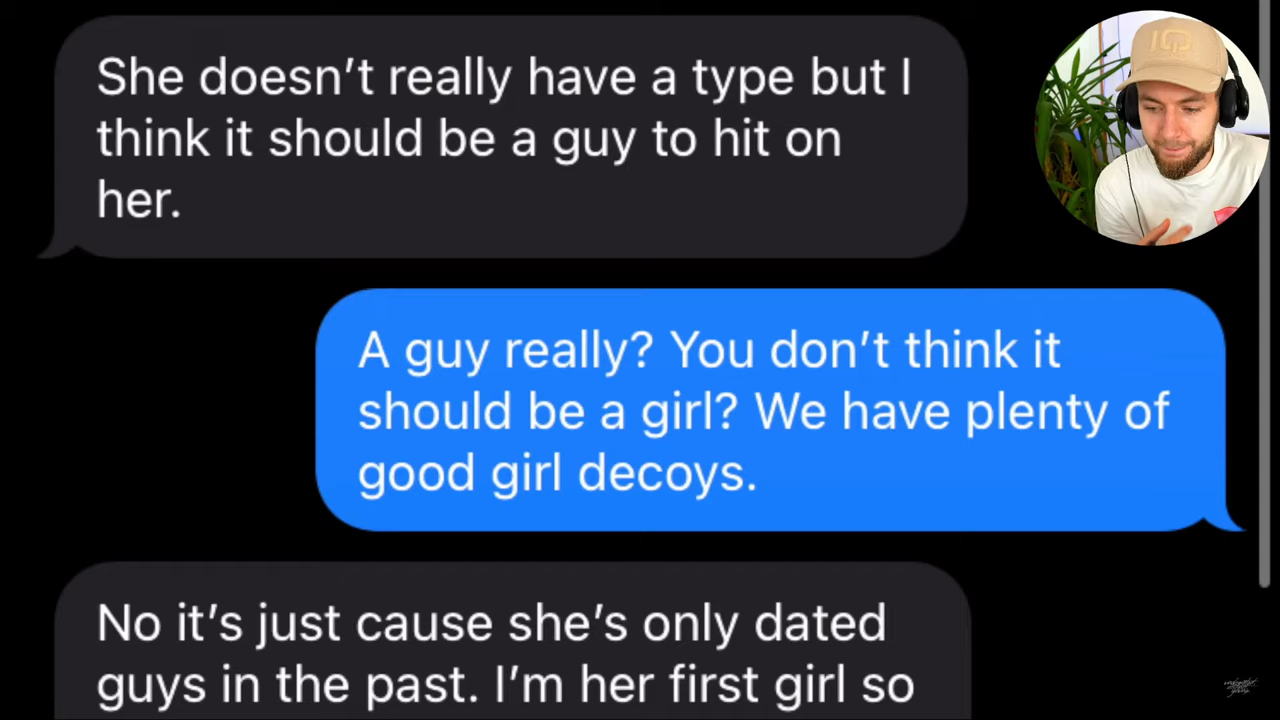 She doesn’t really have a type but I
think it should be a guy to hit on
her.
A guy really? You don’t think it
should be a girl? We have plenty of
good girl decoys.
No it’s just cause she’s only dated
guys in the past. I’m her first girl so